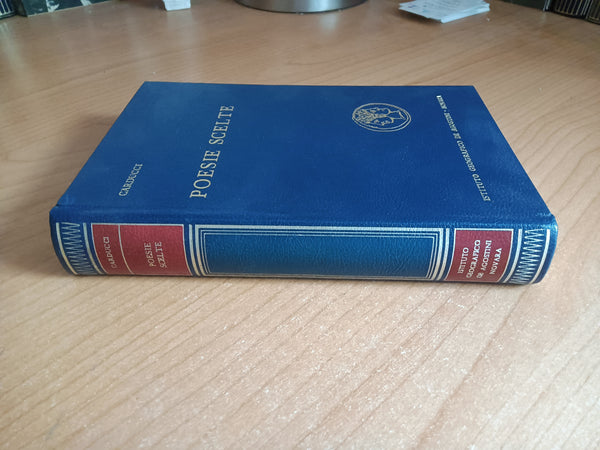 CARDUCCI
POESIE SCELTE
ISTITUTO GEOGRAFICO DE AGOSTINI - NOVARA
CARDUCCI
POESIE
SCELTE
ISTITUTO
GEOGRAFICO
DE AGOSTINI
NOVARA